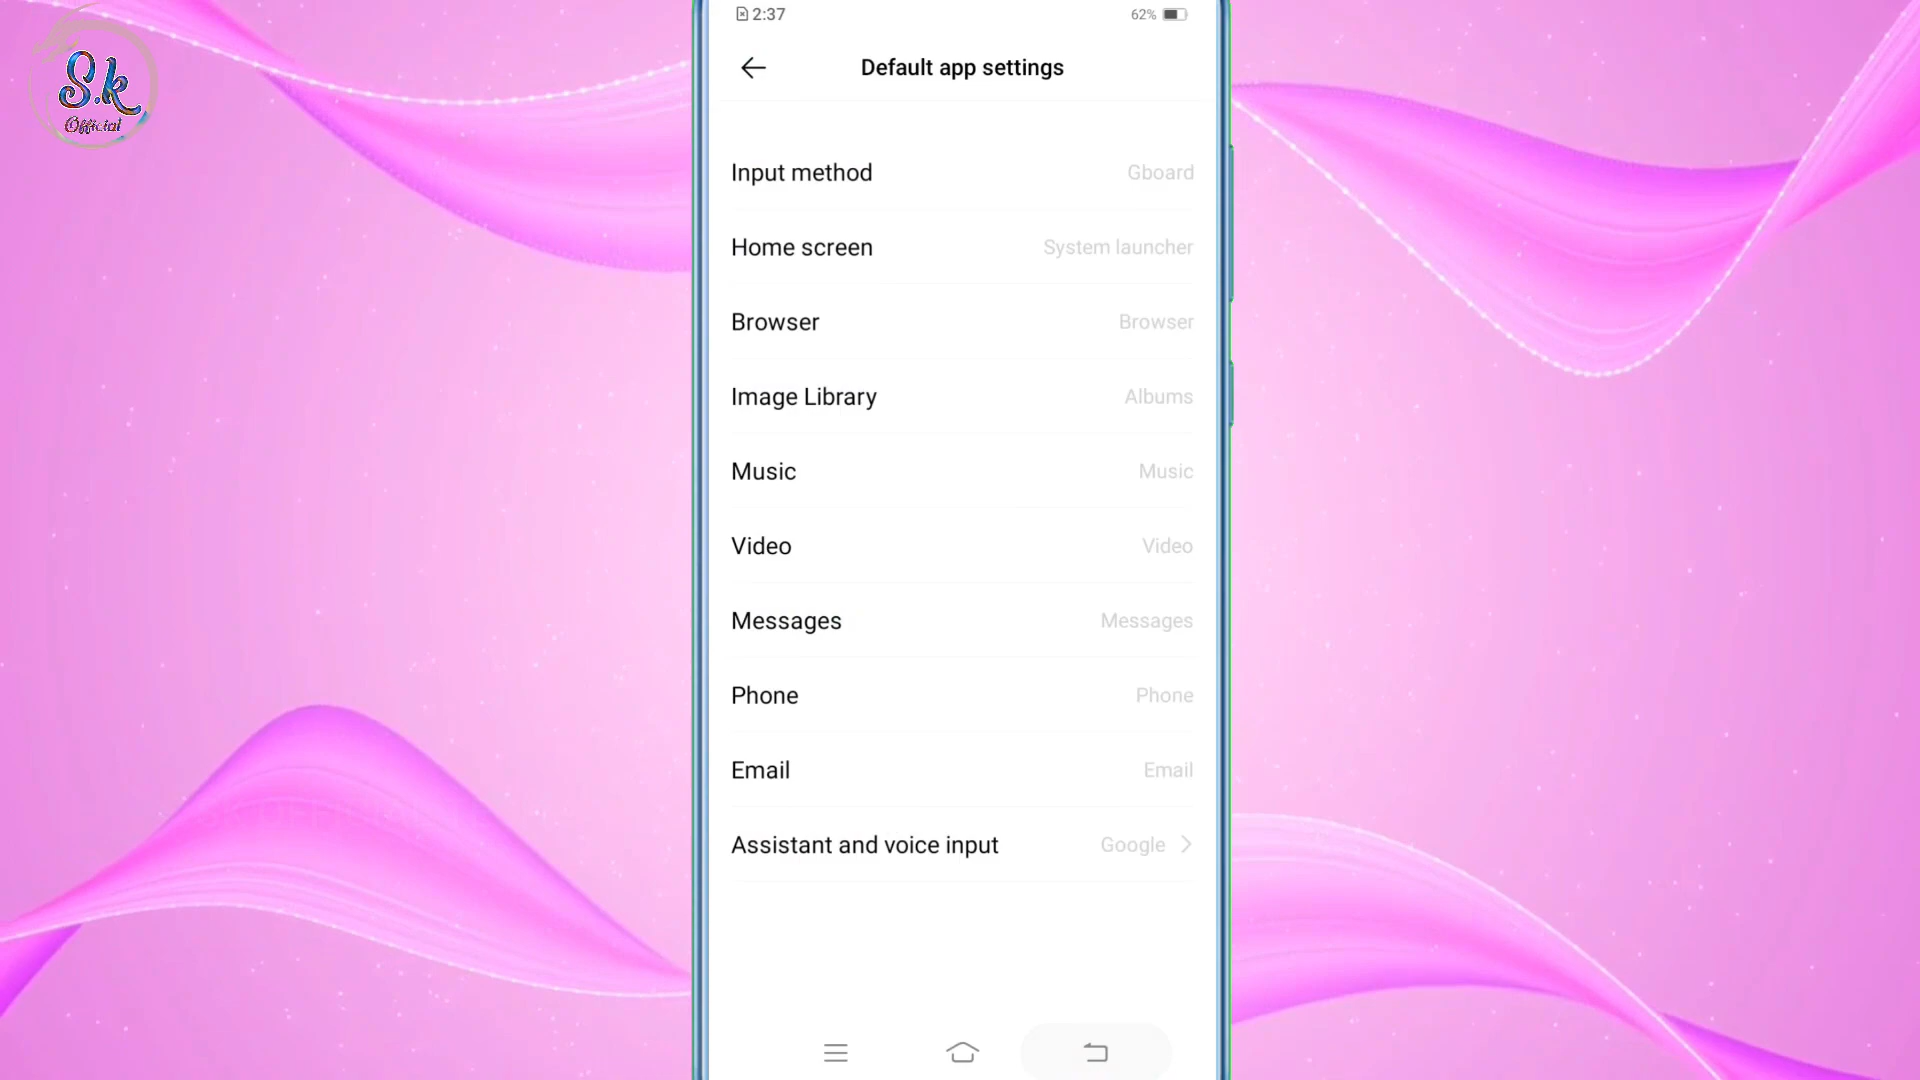 S.k
Official
2:37
62%
Default app settings
Input method Gboard
Home screen System launcher
Browser Browser
Image Library Albums
Music Music
Video Video
Messages Messages
Phone Phone
Email Email
Assistant and voice input Google